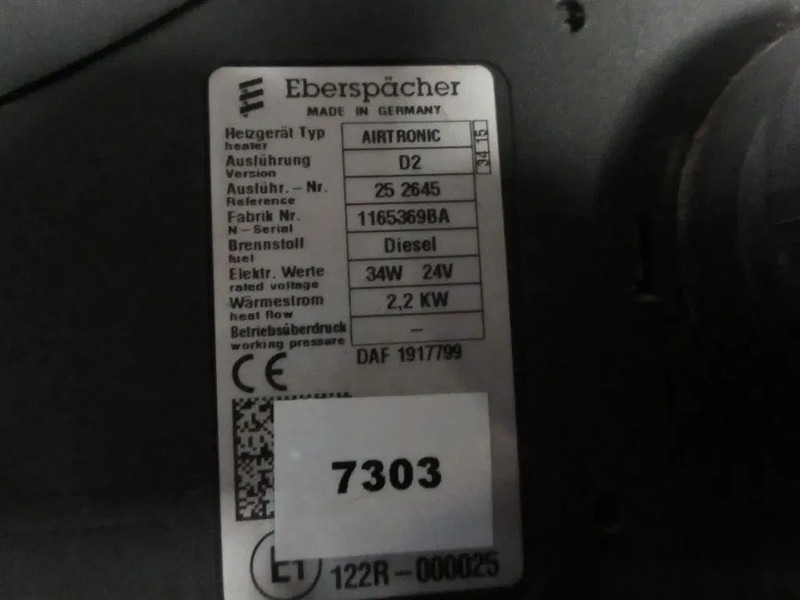 Eberspächer
MADE IN GERMANY
Heizgerät Typ AIRTRONIC 34 15
heater
Ausführung D2
Version
Ausführ.-Nr. 25 2645
Reference
Fabrik Nr. 1165369BA
N-Serial
Brennstoff Diesel
fuel
Elektr. Werte 34W 24V
rated voltage
Wärmestrom 2,2 KW
heat flow
Betriebsüberdruck –
working pressure
DAF 1917799
CE
7303
E1 122R-000025